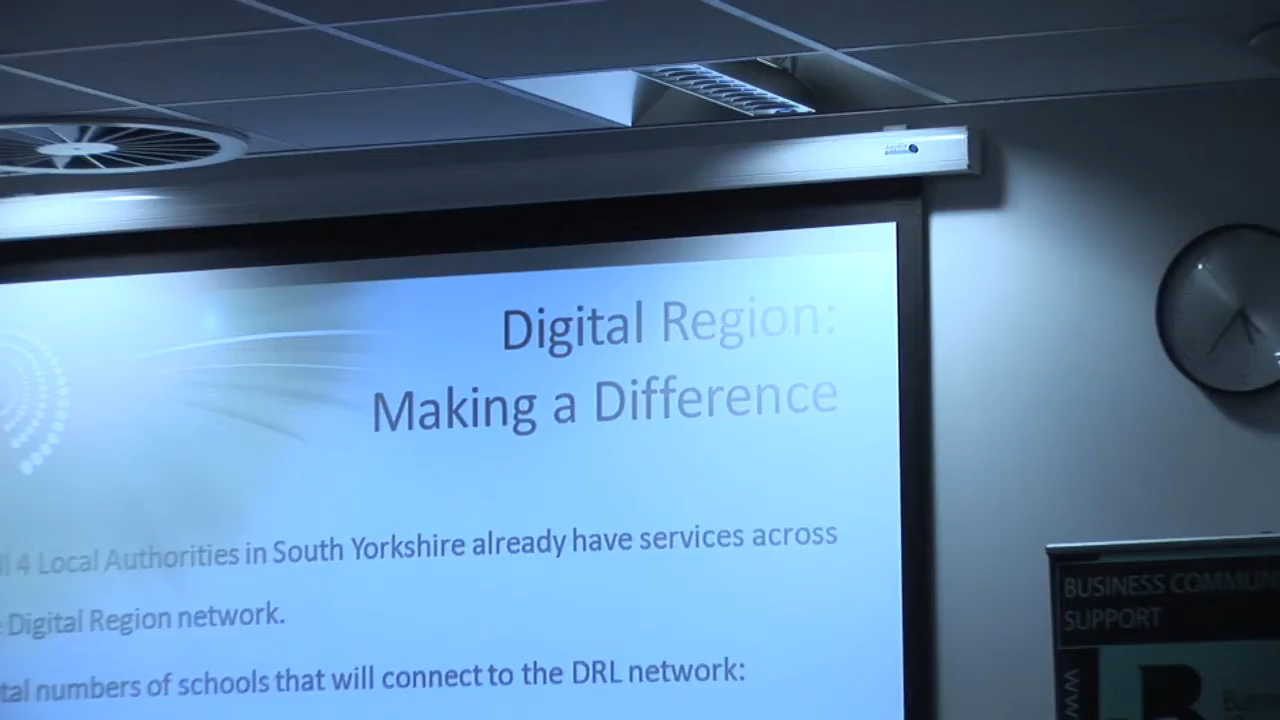 Digital Region:
Making a Difference
4 Local Authorities in South Yorkshire already have services across
Digital Region network.
numbers of schools that will connect to the DRL network:
BUSINESS
SUPPORT